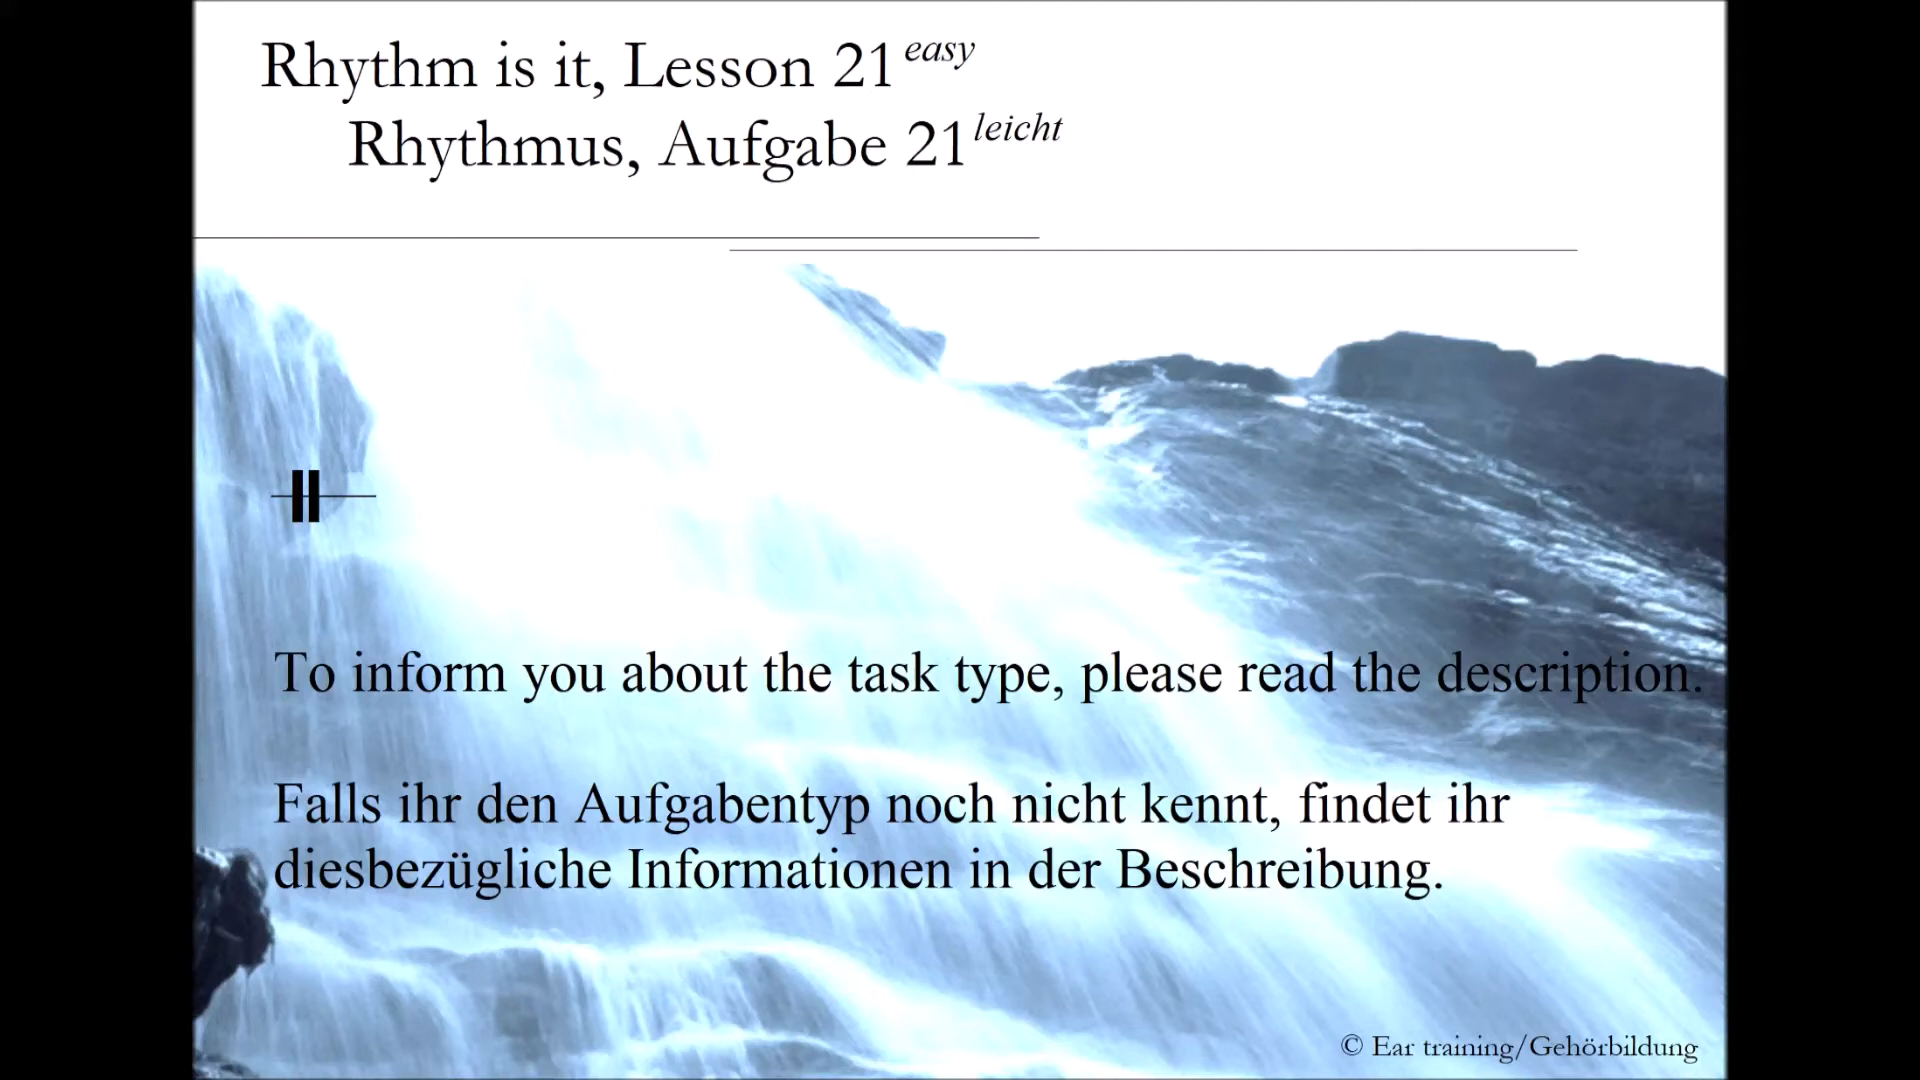 Rhythm is it, Lesson 21 easy
Rhythmus, Aufgabe 21 leicht
To inform you about the task type, please read the description.
Falls ihr den Aufgabentyp noch nicht kennt, findet ihr
diesbezügliche Informationen in der Beschreibung.
© Ear training/Gehörbildung